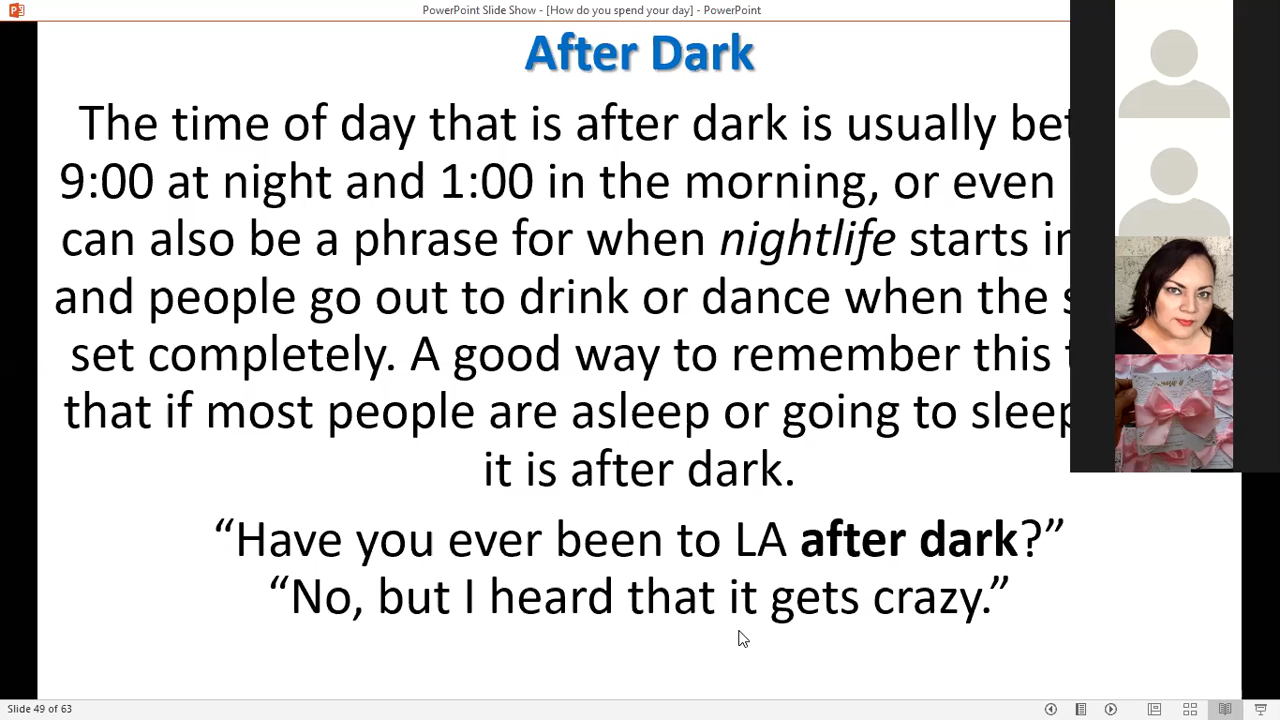 PowerPoint Slide Show - [How do you spend your day] - PowerPoint
After Dark
The time of day that is after dark is usually
9:00 at night and 1:00 in the morning, or even
can also be a phrase for when nightlife starts
and people go out to drink or dance when the
set completely. A good way to remember this
that if most people are asleep or going to sleep
it is after dark.
“Have you ever been to LA after dark?”
“No, but I heard that it gets crazy.”
Slide 49 of 63